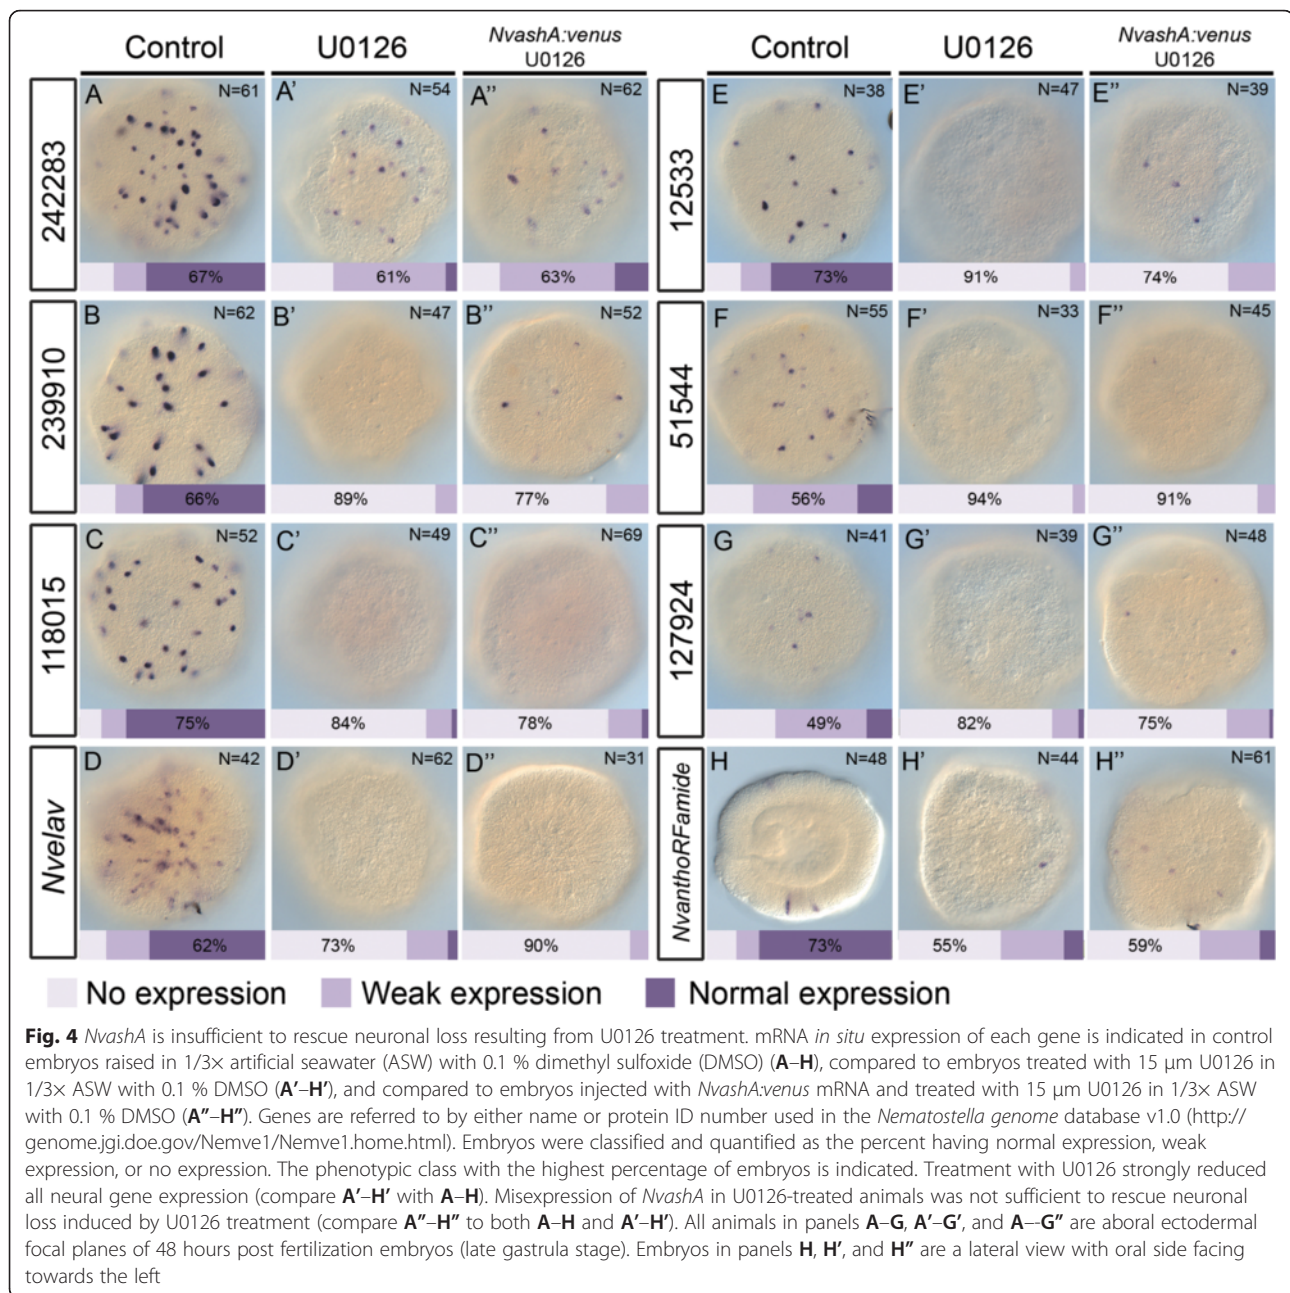 Control
U0126
NvashA:venus
U0126
Control
U0126
NvashA:venus
U0126
242283
A N=61
67%
A' N=54
61%
A'' N=62
63%
12533
E N=38
73%
E' N=47
91%
E'' N=39
74%
239910
B N=62
66%
B' N=47
89%
B'' N=52
77%
51544
F N=55
56%
F' N=33
94%
F'' N=45
91%
118015
C N=52
75%
C' N=49
84%
C'' N=69
78%
127924
G N=41
49%
G' N=39
82%
G'' N=48
75%
Nvelav
D N=42
62%
D' N=62
73%
D'' N=31
90%
NvanthoRFamide
H N=48
73%
H' N=44
55%
H'' N=61
59%
No expression Weak expression Normal expression
Fig. 4 NvashA is insufficient to rescue neuronal loss resulting from U0126 treatment. mRNA in situ expression of each gene is indicated in control
embryos raised in 1/3× artificial seawater (ASW) with 0.1 % dimethyl sulfoxide (DMSO) (A–H), compared to embryos treated with 15 μm U0126 in
1/3× ASW with 0.1 % DMSO (A′–H′), and compared to embryos injected with NvashA:venus mRNA and treated with 15 μm U0126 in 1/3× ASW
with 0.1 % DMSO (A″–H″). Genes are referred to by either name or protein ID number used in the Nematostella genome database v1.0 (http://
genome.jgi.doe.gov/Nemve1/Nemve1.home.html). Embryos were classified and quantified as the percent having normal expression, weak
expression, or no expression. The phenotypic class with the highest percentage of embryos is indicated. Treatment with U0126 strongly reduced
all neural gene expression (compare A′–H′ with A–H). Misexpression of NvashA in U0126-treated animals was not sufficient to rescue neuronal
loss induced by U0126 treatment (compare A″–H″ to both A–H and A′–H′). All animals in panels A–G, A′–G′, and A–-G″ are aboral ectodermal
focal planes of 48 hours post fertilization embryos (late gastrula stage). Embryos in panels H, H′, and H″ are a lateral view with oral side facing
towards the left